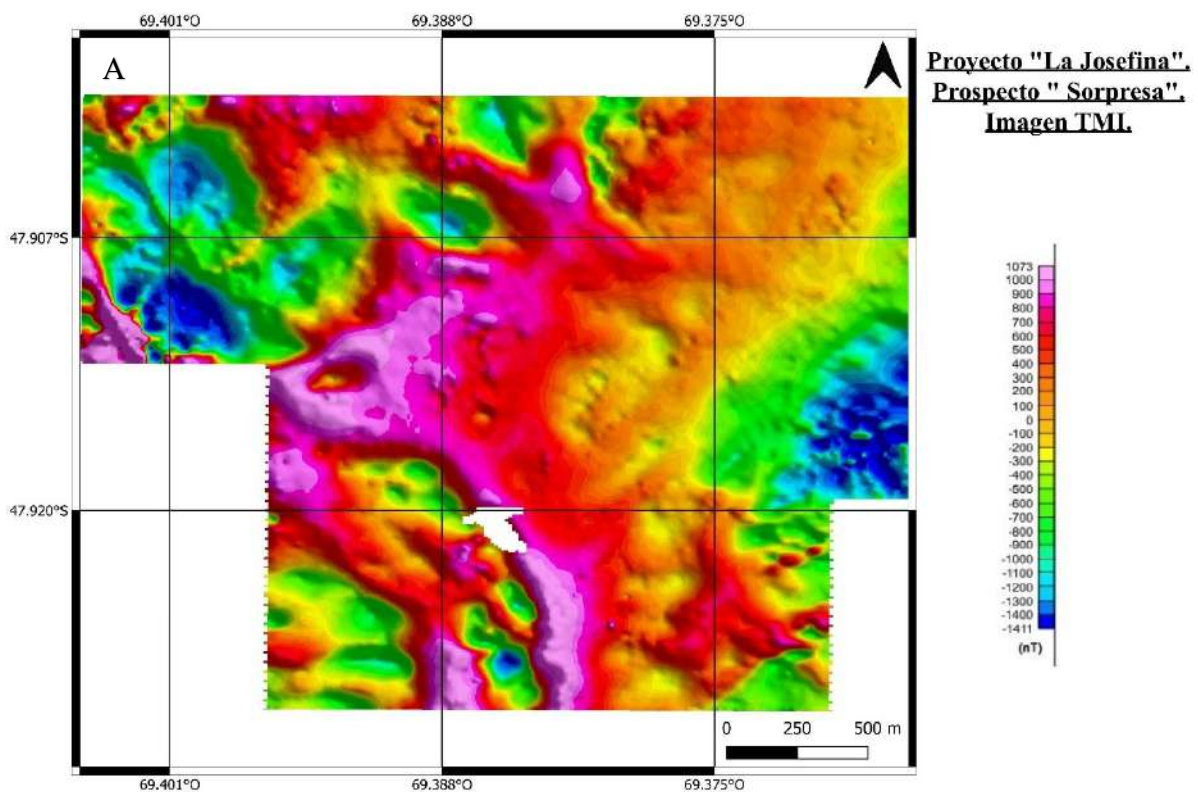 69.401°O
69.388°O
69.375°O
A
Proyecto "La Josefina".
Prospecto " Sorpresa".
Imagen TMI.
47.907°S
47.920°S
1073
1000
900
800
700
600
500
400
300
200
100
0
-100
-200
-300
-400
-500
-600
-700
-800
-900
-1000
-1100
-1200
-1300
-1400
-1411
(nT)
0 250 500 m
69.401°O
69.388°O
69.375°O